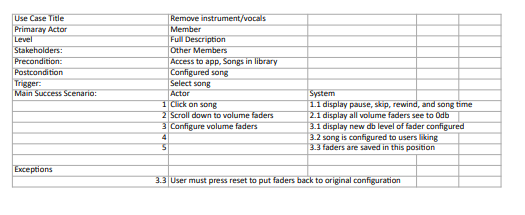 Use Case Title Remove instrument/vocals
Primaray Actor Member
Level Full Description
Stakeholders: Other Members
Precondition: Access to app, Songs in library
Postcondition Configured song
Trigger: Select song
Main Success Scenario: Actor System
1 Click on song 1.1 display pause, skip, rewind, and song time
2 Scroll down to volume faders 2.1 display all volume faders see to 0db
3 Configure volume faders 3.1 display new db level of fader configured
4 3.2 song is configured to users liking
5 3.3 faders are saved in this position
Exceptions
3.3 User must press reset to put faders back to original configuration